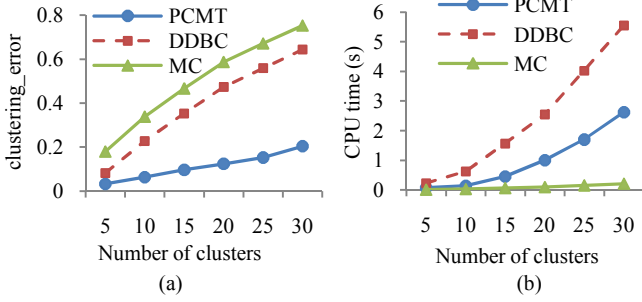 PCMT
DDBC
MC
clustering_error
0.8
0.6
0.4
0.2
0
5 10 15 20 25 30
Number of clusters
(a)
PCMT
DDBC
MC
CPU time (s)
6
5
4
3
2
1
0
5 10 15 20 25 30
Number of clusters
(b)